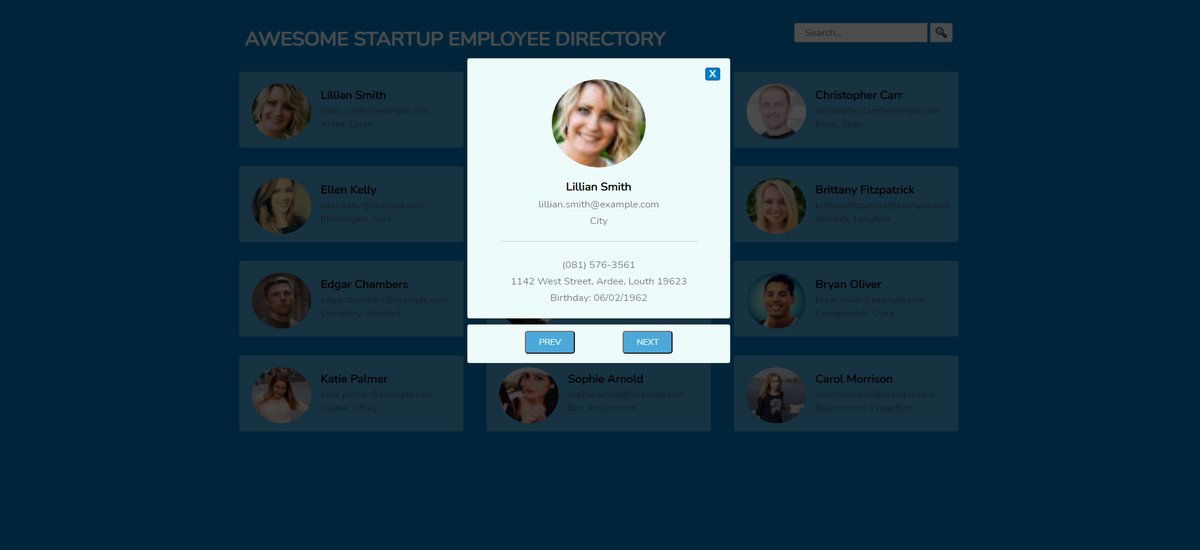 AWESOME STARTUP EMPLOYEE DIRECTORY
Search...
X
Lillian Smith
lillian.smith@example.com
City
(081) 576-3561
1142 West Street, Ardee, Louth 19623
Birthday: 06/02/1962
PREV
NEXT
Lillian Smith
lillian.smith@example.com
Ardee, Louth
Christopher Carr
christopher.carr@example.com
Ennis, Sligo
Ellen Kelly
ellen.kelly@example.com
Blessington, Cork
Brittany Fitzpatrick
brittany.fitzpatrick@example.com
Dundalk, Longford
Edgar Chambers
edgar.chambers@example.com
Clonakilty, Wexford
Bryan Oliver
bryan.oliver@example.com
Carrigtwohill, Clare
Katie Palmer
katie.palmer@example.com
Cashel, Offaly
Sophie Arnold
sophie.arnold@example.com
Birr, Roscommon
Carol Morrison
carol.morrison@example.com
Roscommon, Waterford